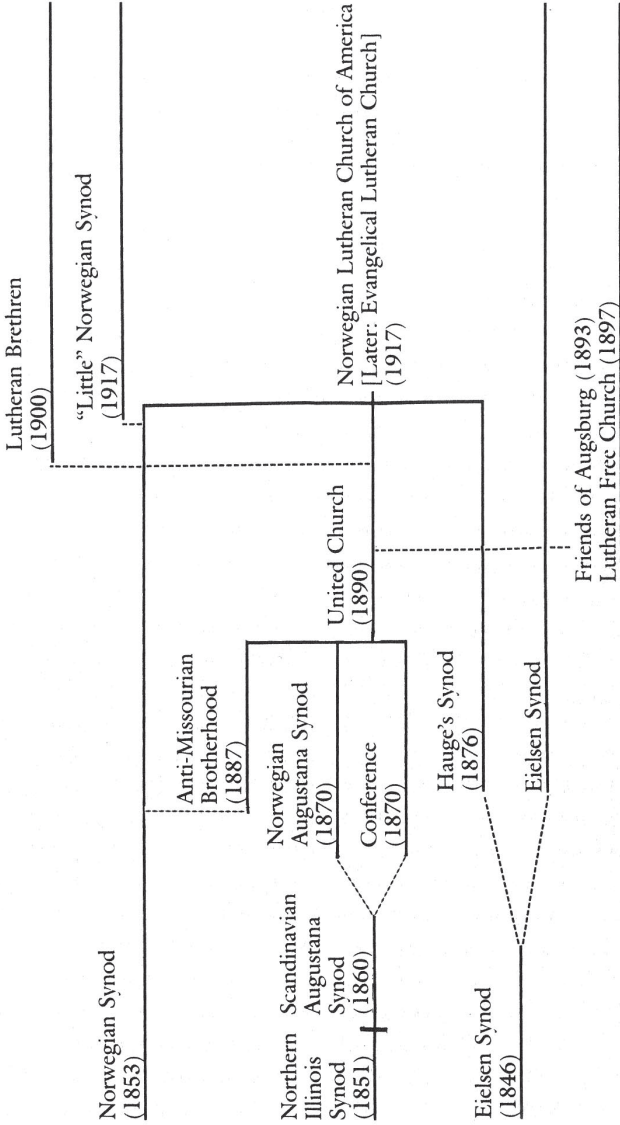 Lutheran Brethren
(1900)
"Little" Norwegian Synod
(1917)
Norwegian Synod
(1853)
Anti-Missourian
Brotherhood
(1887)
Norwegian
Augustana Synod
(1870)
Conference
(1870)
United Church
(1890)
Norwegian Lutheran Church of America
[Later: Evangelical Lutheran Church]
(1917)
Northern
Illinois
Synod
(1851)
Scandinavian
Augustana
Synod
(1860)
Hauge's Synod
(1876)
Eielsen Synod
Eielsen Synod
(1846)
Friends of Augsburg (1893)
Lutheran Free Church (1897)